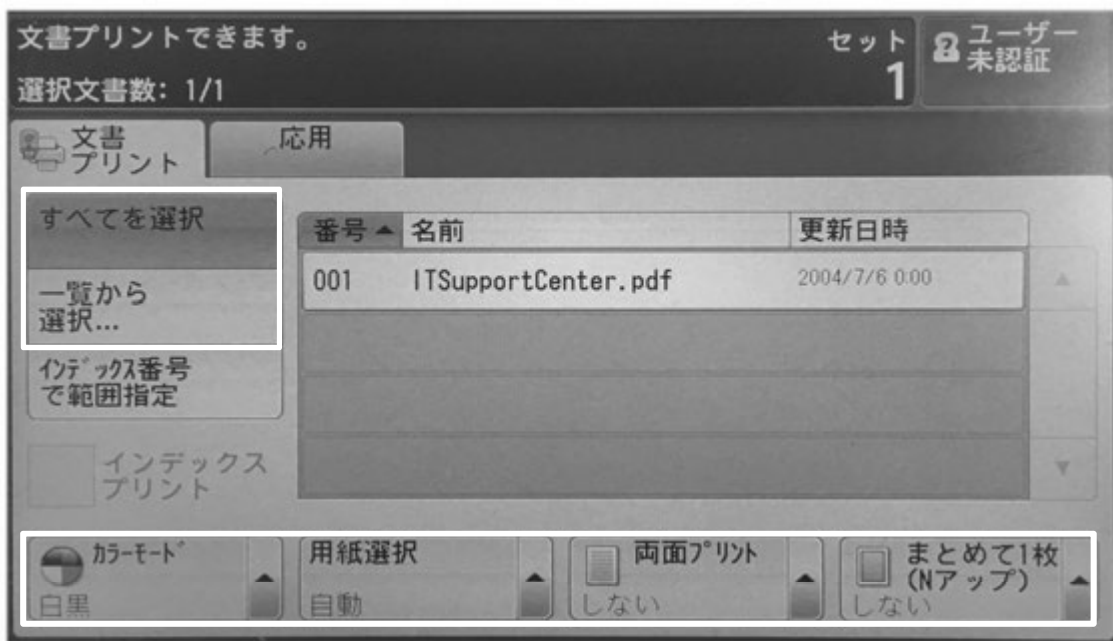 文書プリントできます。
セット
1
ユーザー
未認証
選択文書数: 1/1
文書
プリント
応用
すべてを選択
一覧から
選択...
インデックス番号
で範囲指定
インデックス
プリント
番号 名前 更新日時
001 ITSupportCenter.pdf 2004/7/6 0:00
カラーモード
白黒
用紙選択
自動
両面プリント
しない
まとめて1枚
(Nアップ)
しない